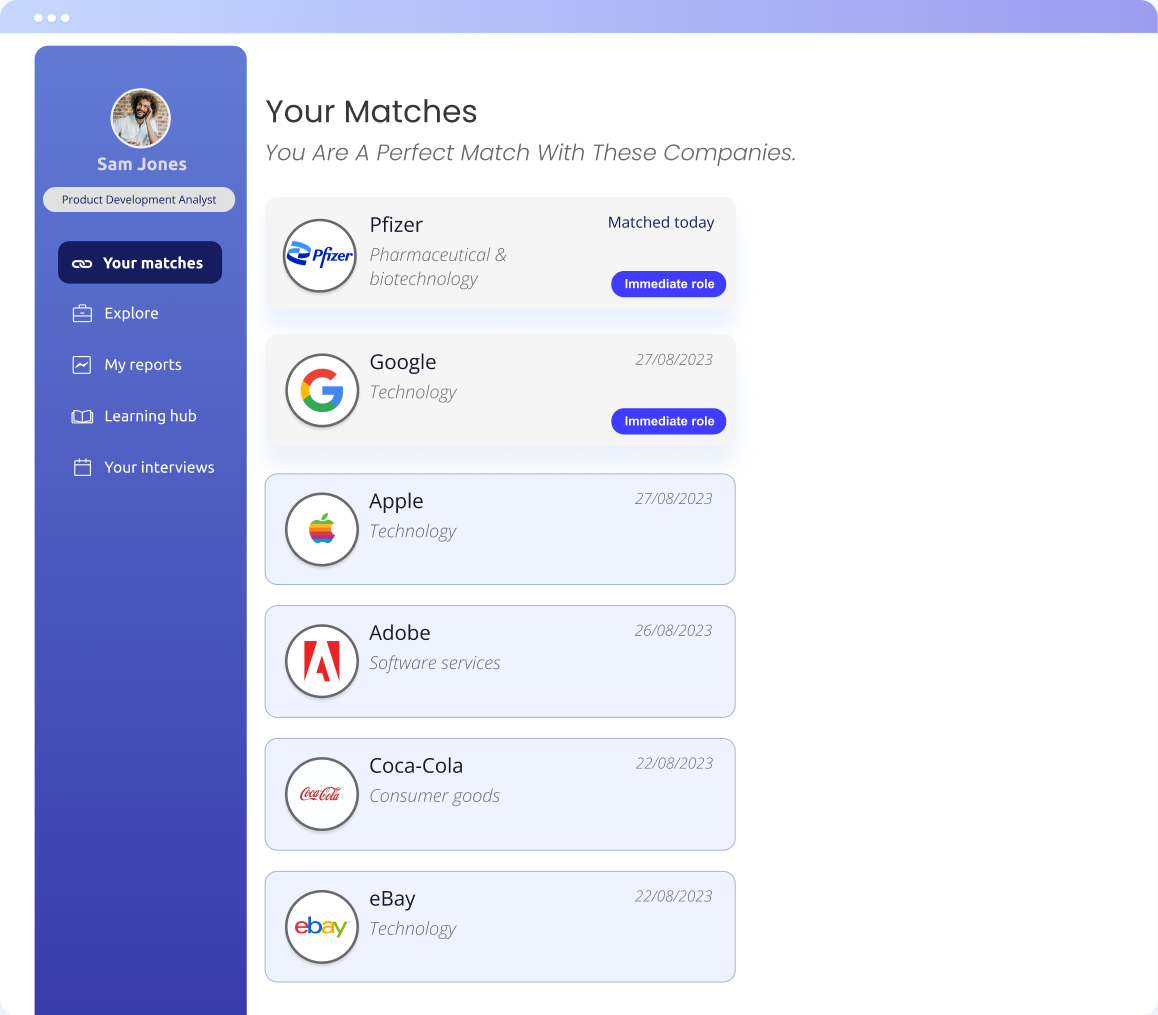 Sam Jones
Product Development Analyst
Your matches
Explore
My reports
Learning hub
Your interviews
Your Matches
You Are A Perfect Match With These Companies.
Pfizer
Pfizer
Matched today
Pharmaceutical &
biotechnology
Immediate role
G
Google
27/08/2023
Technology
Immediate role
Apple
27/08/2023
Technology
Adobe
26/08/2023
Software services
Coca-Cola
Coca-Cola
22/08/2023
Consumer goods
ebay
eBay
22/08/2023
Technology